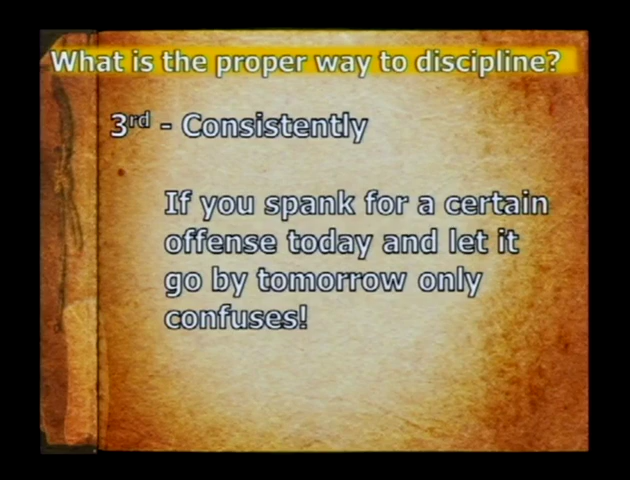 What is the proper way to discipline?
3rd - Consistently
If you spank for a certain
offense today and let it
go by tomorrow only
confuses!